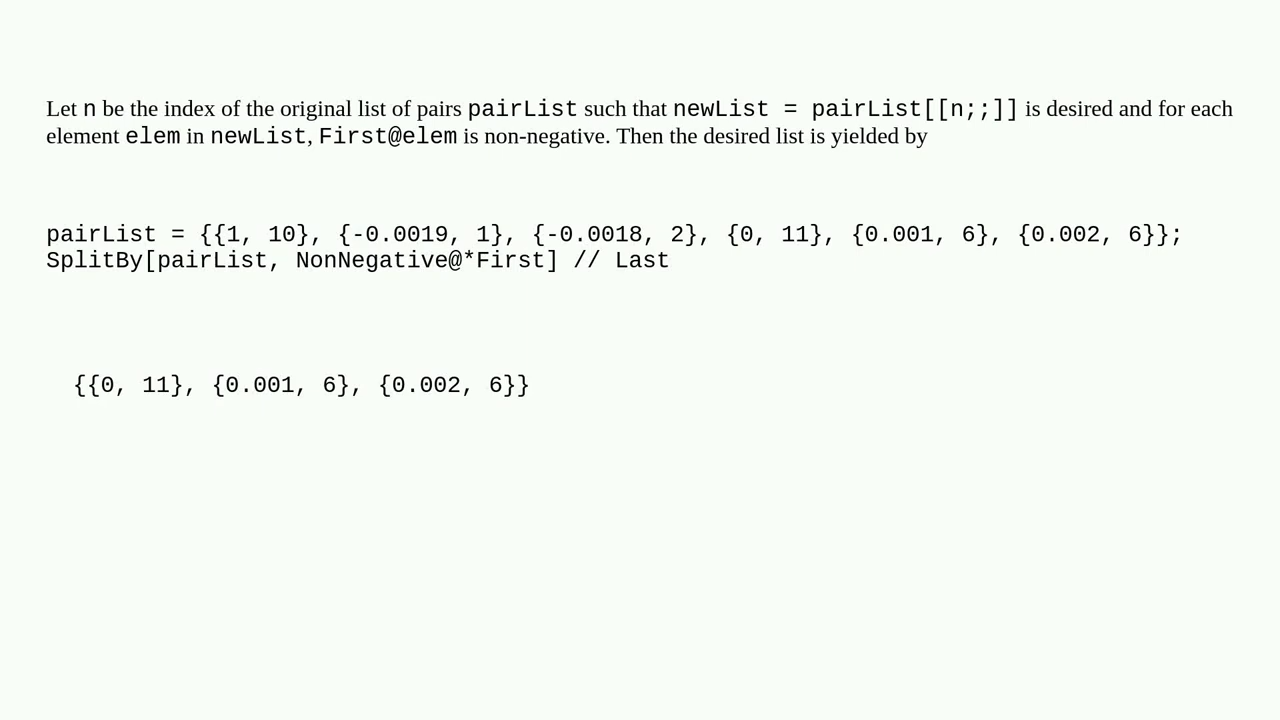 Let n be the index of the original list of pairs pairList such that newList = pairList[[n;;]] is desired and for each
element elem in newList, First@elem is non-negative. Then the desired list is yielded by
pairList = {{1, 10}, {-0.0019, 1}, {-0.0018, 2}, {0, 11}, {0.001, 6}, {0.002, 6}};
SplitBy[pairList, NonNegative@*First] // Last
{{0, 11}, {0.001, 6}, {0.002, 6}}